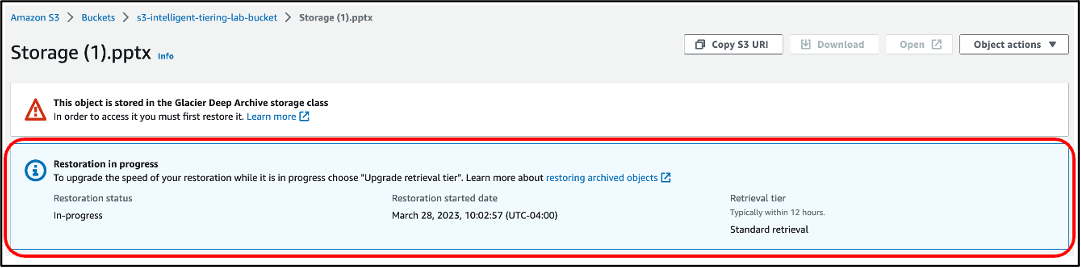 Amazon S3 > Buckets > s3-intelligent-tiering-lab-bucket > Storage (1).pptx
Storage (1).pptx Info
Copy S3 URI Download Open Object actions ▼
This object is stored in the Glacier Deep Archive storage class
In order to access it you must first restore it. Learn more
Restoration in progress
To upgrade the speed of your restoration while it is in progress choose "Upgrade retrieval tier". Learn more about restoring archived objects
Restoration status
In-progress
Restoration started date
March 28, 2023, 10:02:57 (UTC-04:00)
Retrieval tier
Typically within 12 hours.
Standard retrieval